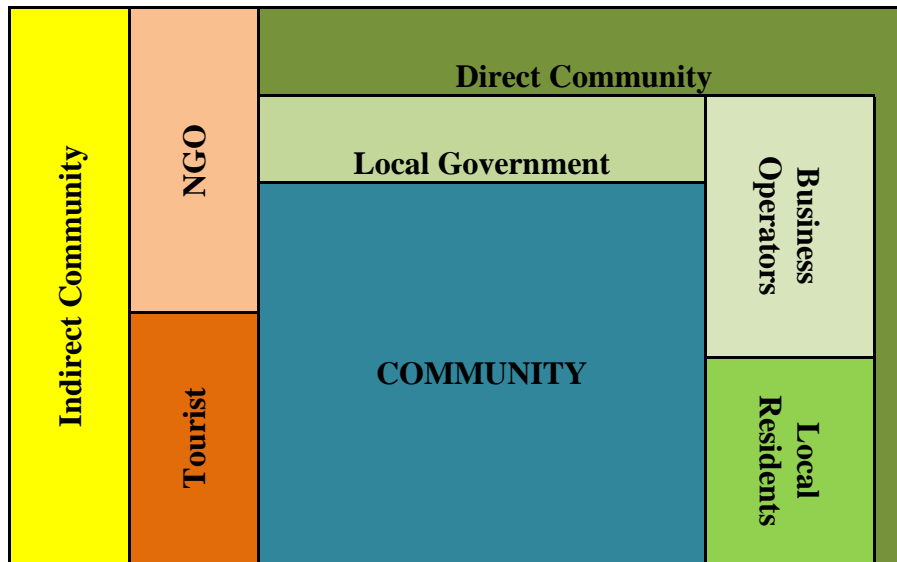 Indirect Community
NGO
Tourist
Direct Community
Local Government
COMMUNITY
Business
Operators
Local
Residents